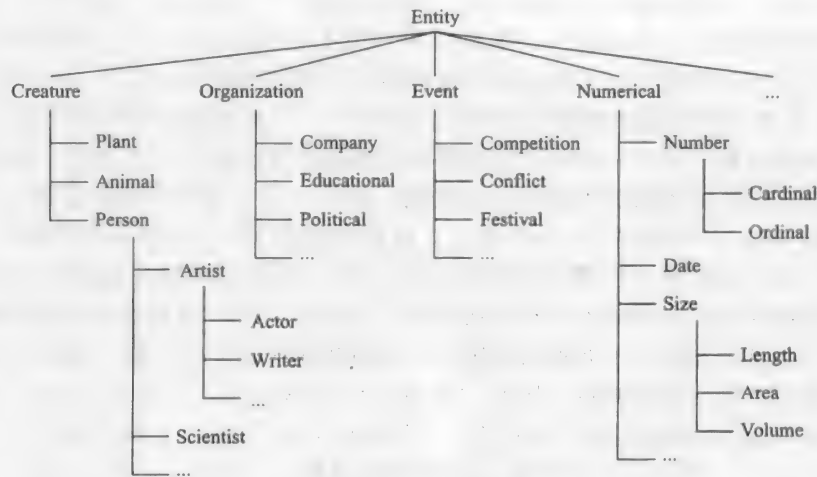 Entity
Creature Organization Event Numerical ...
Plant Company Competition Number
Animal Educational Conflict Cardinal
Person Political Festival Ordinal
... ...
Artist Date
Size
Actor
Writer Length
... Area
Scientist Volume
... ...